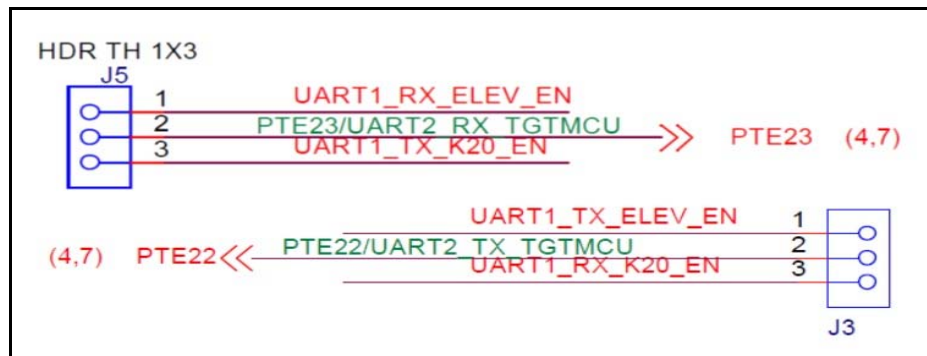 HDR TH 1X3
J5
1 UART1_RX_ELEV_EN
2 PTE23/UART2_RX_TGTMCU PTE23 (4,7)
3 UART1_TX_K20_EN
UART1_TX_ELEV_EN 1
(4,7) PTE22 PTE22/UART2_TX_TGTMCU 2
UART1_RX_K20_EN 3
J3